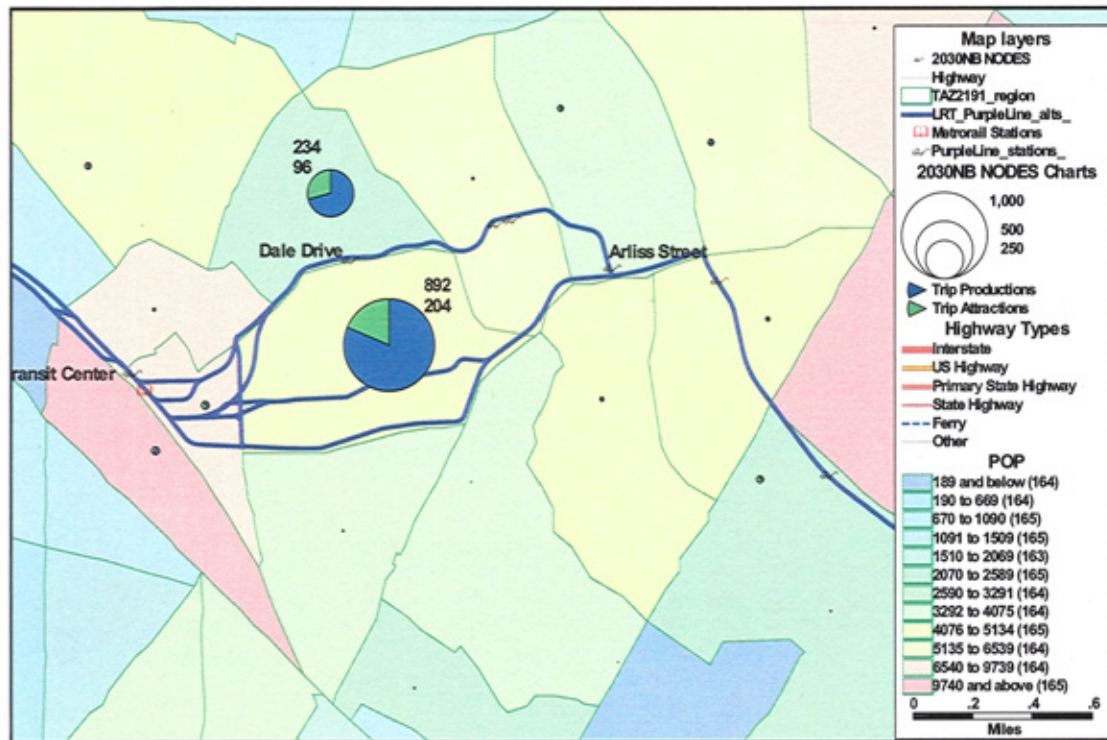 234
96
Dale Drive
Arliss Street
892
204
ransit Center
Map layers
2030NB NODES
Highway
TAZ2191_region
LRT_PurpleLine_alts_
Metrorail Stations
PurpleLine_stations_
2030NB NODES Charts
1,000
500
250
Trip Productions
Trip Attractions
Highway Types
Interstate
US Highway
Primary State Highway
State Highway
Ferry
Other
POP
189 and below (164)
190 to 669 (164)
670 to 1090 (165)
1091 to 1509 (165)
1510 to 2069 (163)
2070 to 2589 (165)
2590 to 3291 (164)
3292 to 4075 (164)
4076 to 5134 (165)
5135 to 6539 (164)
6540 to 9739 (164)
9740 and above (165)
0 .2 .4 .6
Miles